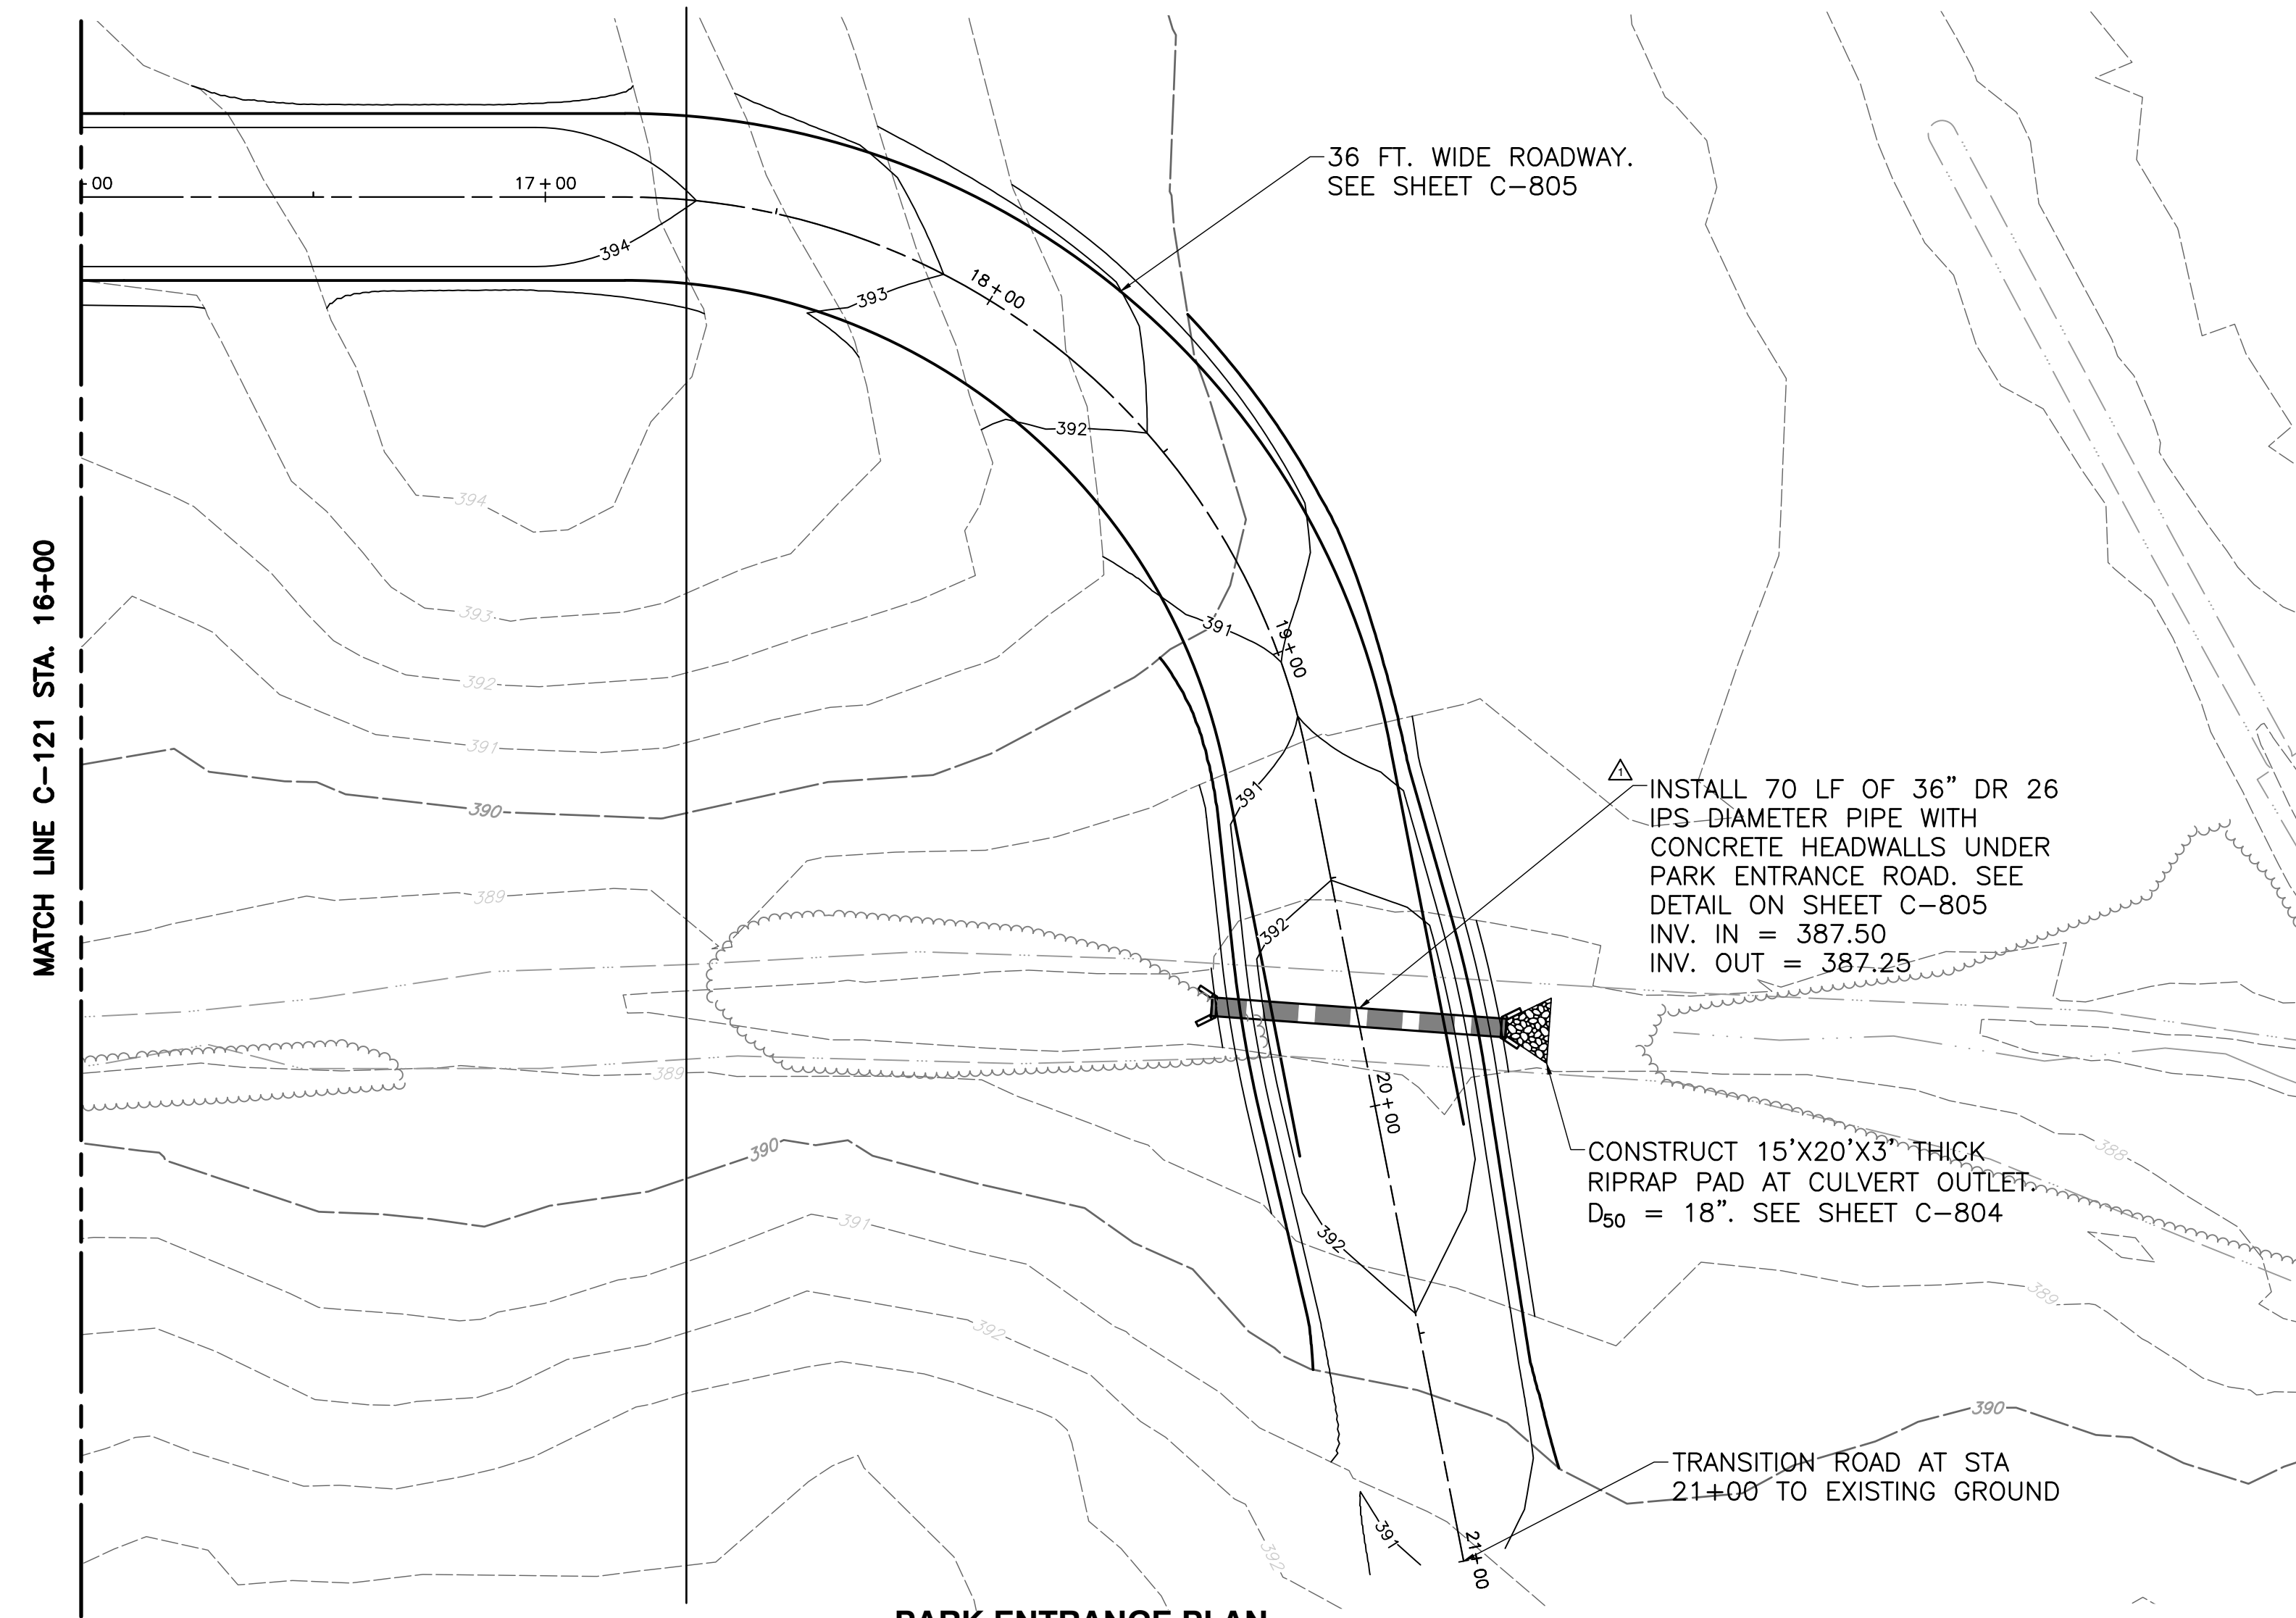 36 FT. WIDE ROADWAY.
SEE SHEET C-805
00
17+00
394
393
18+00
392
394
MATCH LINE C-121 STA. 16+00
393
391
19+00
392
391
390
391
1
INSTALL 70 LF OF 36” DR 26
IPS DIAMETER PIPE WITH
CONCRETE HEADWALLS UNDER
PARK ENTRANCE ROAD. SEE
DETAIL ON SHEET C-805
INV. IN = 387.50
INV. OUT = 387.25
389
392
389
20+00
390
388
CONSTRUCT 15’X20’X3’ THICK
RIPRAP PAD AT CULVERT OUTLET.
D50 = 18”. SEE SHEET C-804
391
392
389
392
390
TRANSITION ROAD AT STA
21+00 TO EXISTING GROUND
391
392
21+00
PARK ENTRANCE PLAN